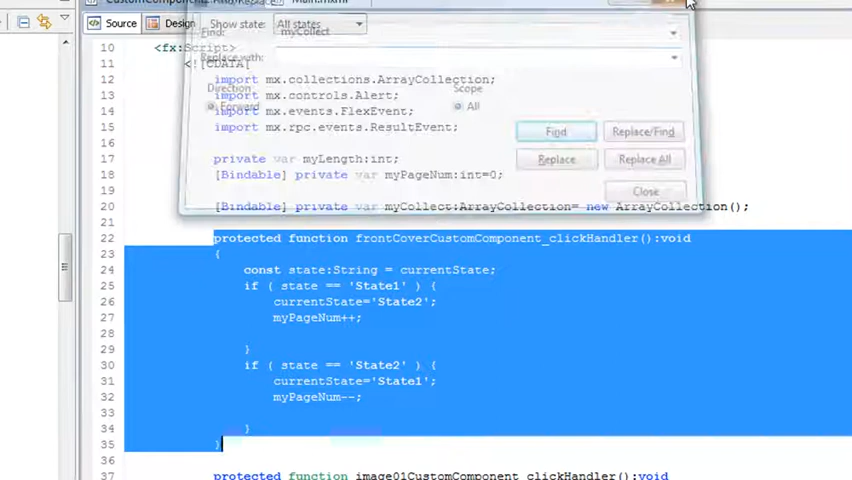 Source Design Show state: All states
Find: myCollect
Replace with:
Direction Scope
Forward All
Find Replace/Find
Replace Replace All
Close
10 <fx:Script>
11 <![CDATA[
12 import mx.collections.ArrayCollection;
13 import mx.controls.Alert;
14 import mx.events.FlexEvent;
15 import mx.rpc.events.ResultEvent;
16
17 private var myLength:int;
18 [Bindable] private var myPageNum:int=0;
19
20 [Bindable] private var myCollect:ArrayCollection= new ArrayCollection();
21
22 protected function frontCoverCustomComponent_clickHandler():void
23 {
24 const state:String = currentState;
25 if ( state == 'State1' ) {
26 currentState='State2';
27 myPageNum++;
28
29 }
30 if ( state == 'State2' ) {
31 currentState='State1';
32 myPageNum--;
33
34 }
35 }
36
37 protected function image01CustomComponent_clickHandler():void